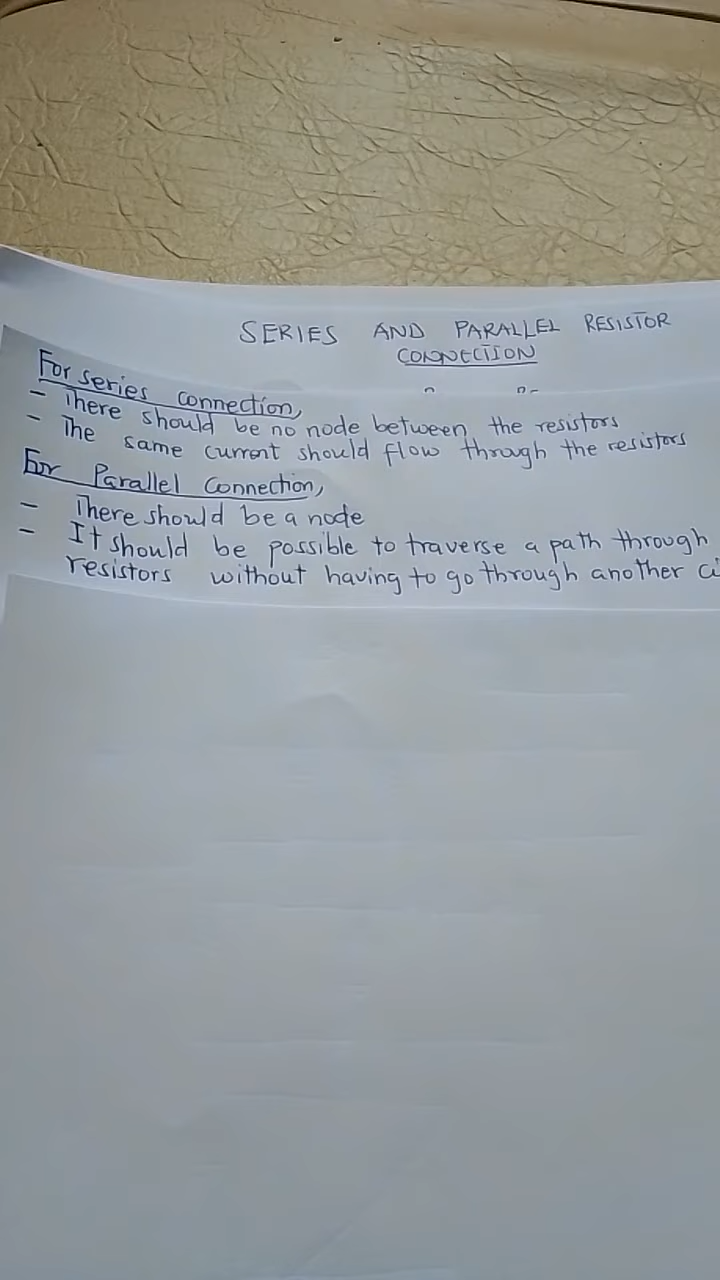 SERIES AND PARALLEL RESISTOR
CONNECTION
For series connection,
- There should be no node between the resistors
- The same current should flow through the resistors
For Parallel Connection,
- There should be a node
- It should be possible to traverse a path through
resistors without having to go through another